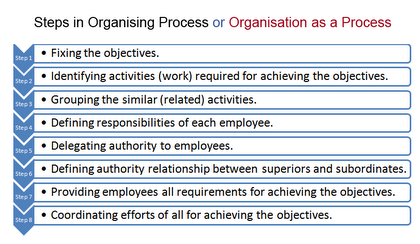 Steps in Organising Process or Organisation as a Process
Step 1 • Fixing the objectives.
Step 2 • Identifying activities (work) required for achieving the objectives.
Step 3 • Grouping the similar (related) activities.
Step 4 • Defining responsibilities of each employee.
Step 5 • Delegating authority to employees.
Step 6 • Defining authority relationship between superiors and subordinates.
Step 7 • Providing employees all requirements for achieving the objectives.
Step 8 • Coordinating efforts of all for achieving the objectives.